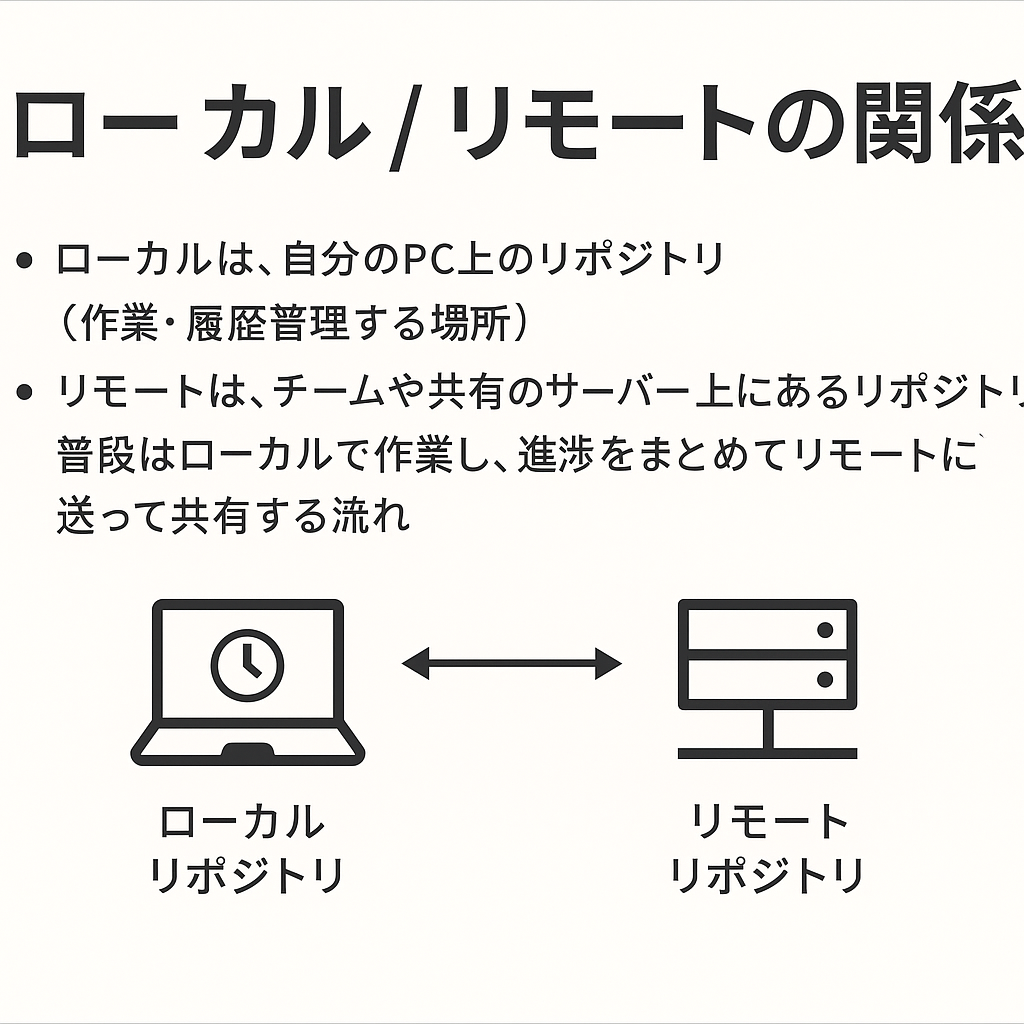 ローカル/リモートの関係
• ローカルは、自分のPC上のリポジトリ
（作業・履歴普理する場所）
• リモートは、チームや共有のサーバー上にあるリポジトリ
普段はローカルで作業し、進渉をまとめてリモートに
送って共有する流れ
ローカル
リポジトリ
リモート
リポジトリ